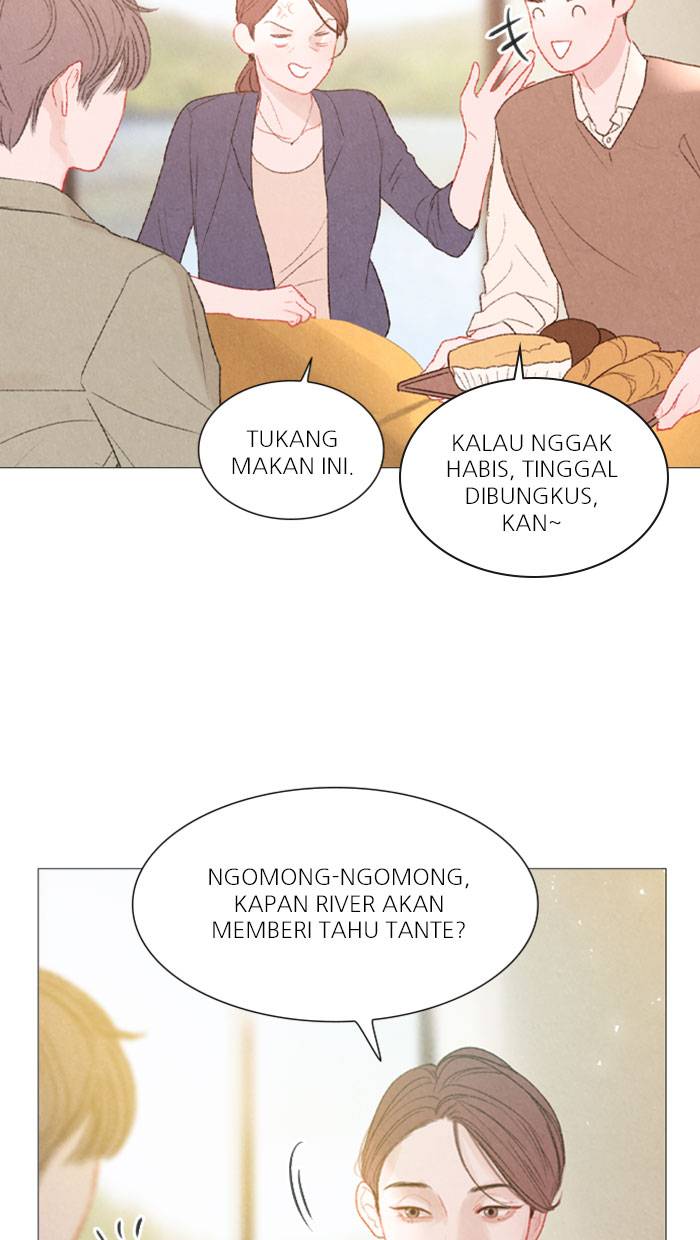 TUKANG
MAKAN INI.
KALAU NGGAK
HABIS, TINGGAL
DIBUNGKUS,
KAN~
NGOMONG-NGOMONG,
KAPAN RIVER AKAN
MEMBERI TAHU TANTE?